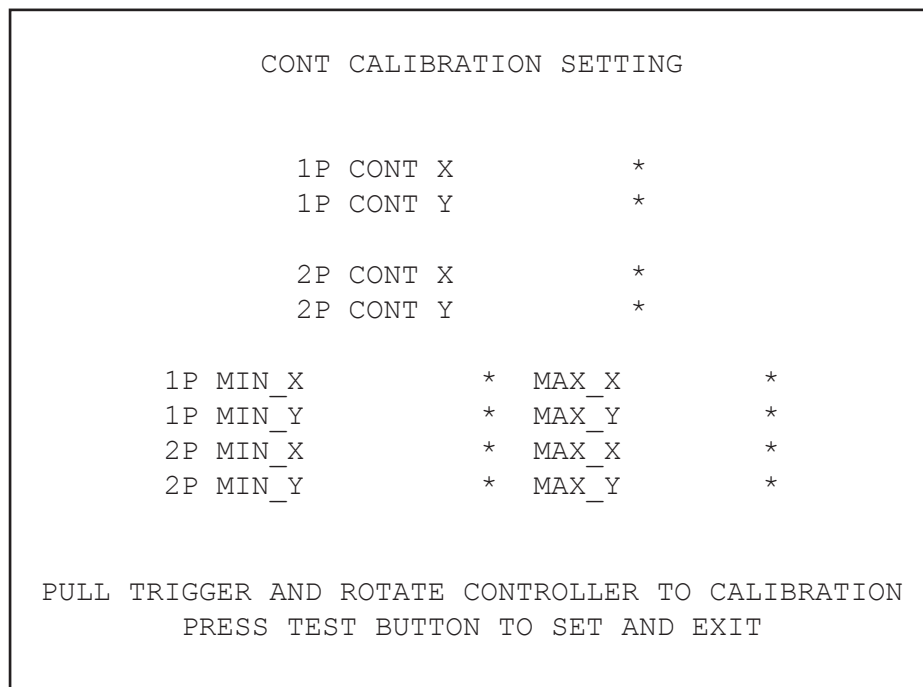 CONT CALIBRATION SETTING
1P CONT X *
1P CONT Y *
2P CONT X *
2P CONT Y *
1P MIN_X * MAX_X *
1P MIN_Y * MAX_Y *
2P MIN_X * MAX_X *
2P MIN_Y * MAX_Y *
PULL TRIGGER AND ROTATE CONTROLLER TO CALIBRATION
PRESS TEST BUTTON TO SET AND EXIT